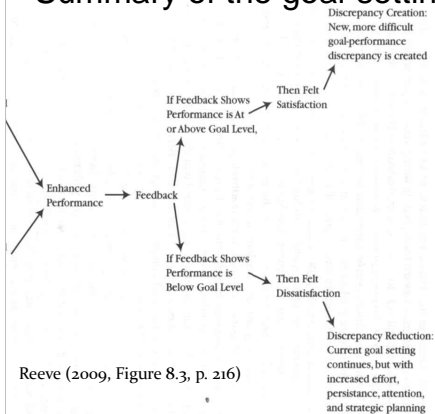 Summary of the goal setting
Discrepancy Creation:
New, more difficult
goal-performance
discrepancy is created
If Feedback Shows
Performance is At
or Above Goal Level,
Then Felt
Satisfaction
Enhanced
Performance
Feedback
If Feedback Shows
Performance is
Below Goal Level
Then Felt
Dissatisfaction
Discrepancy Reduction:
Current goal setting
continues, but with
increased effort,
persistance, attention,
and strategic planning
Reeve (2009, Figure 8.3, p. 216)